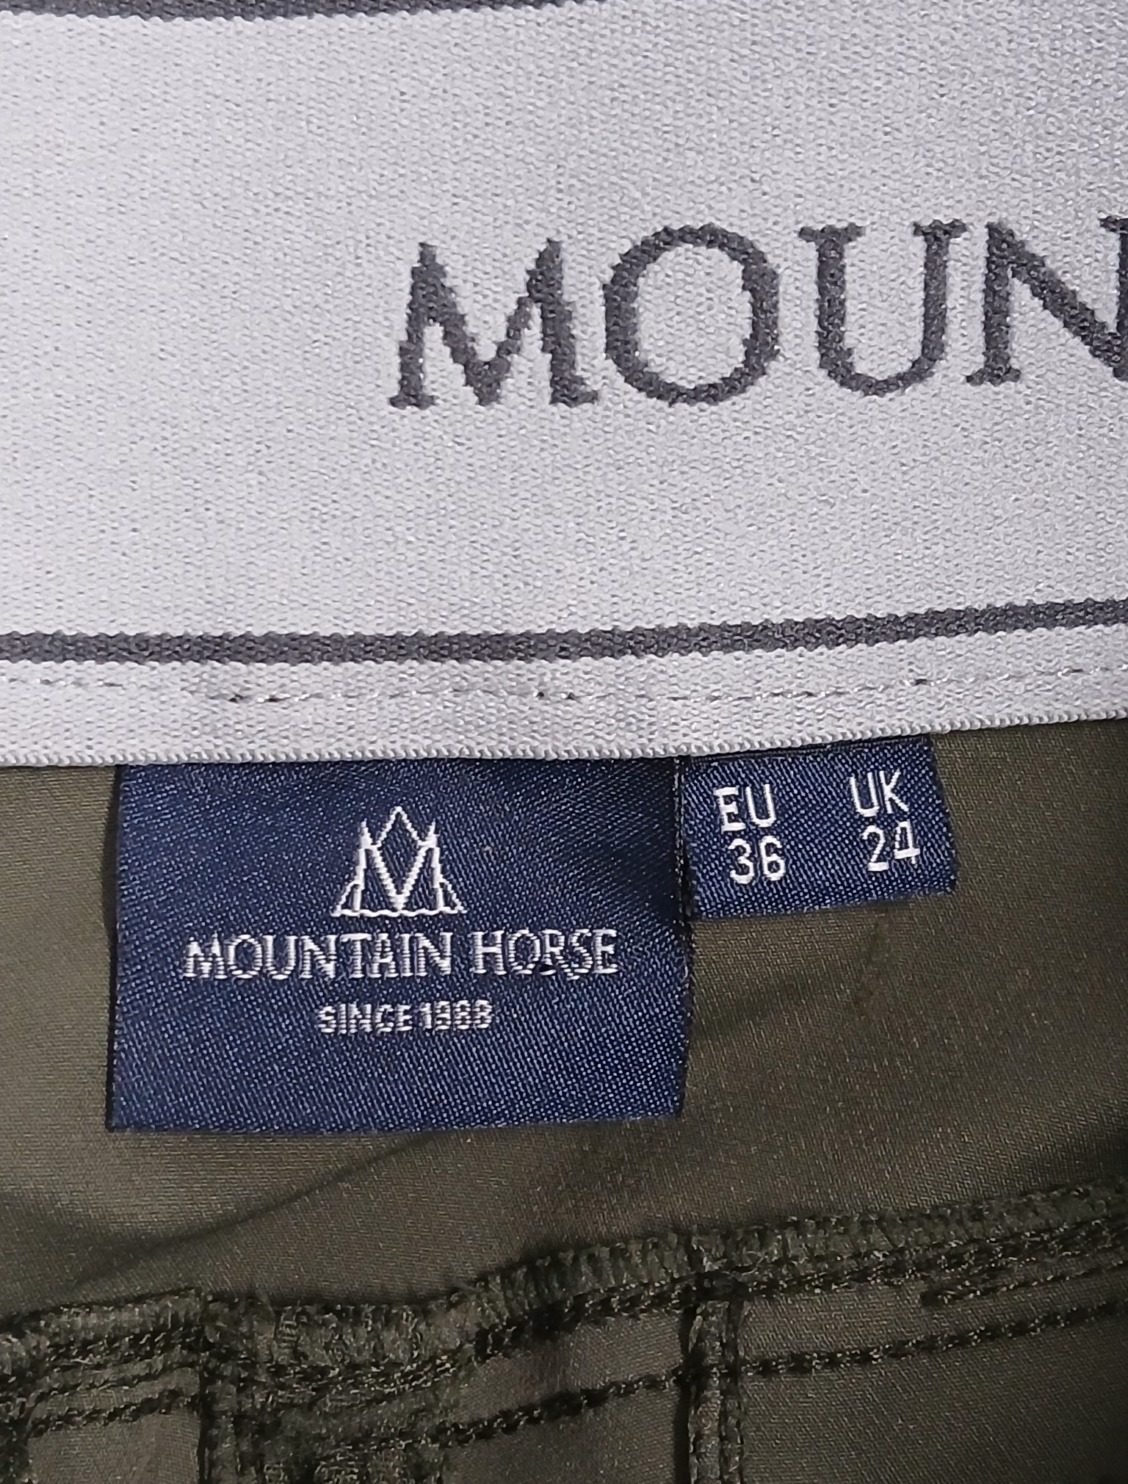 MOUN
EU UK
36 24
MOUNTAIN HORSE
SINCE 1988